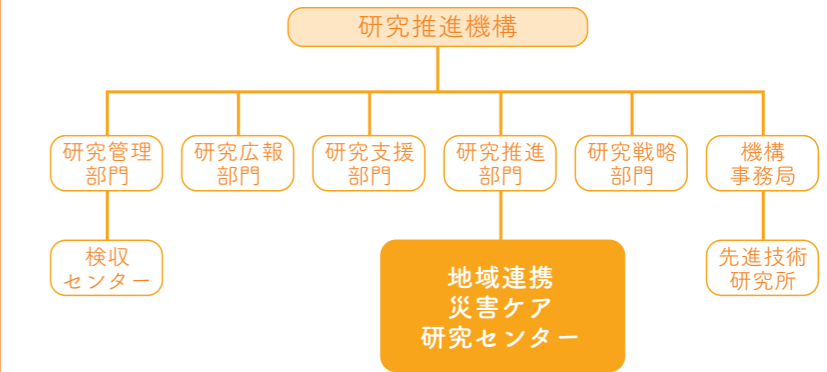 研究推進機構
研究管理
部門
研究広報
部門
研究支援
部門
研究推進
部門
研究戦略
部門
機構
事務局
検収
センター
地域連携
災害ケア
研究センター
先進技術
研究所